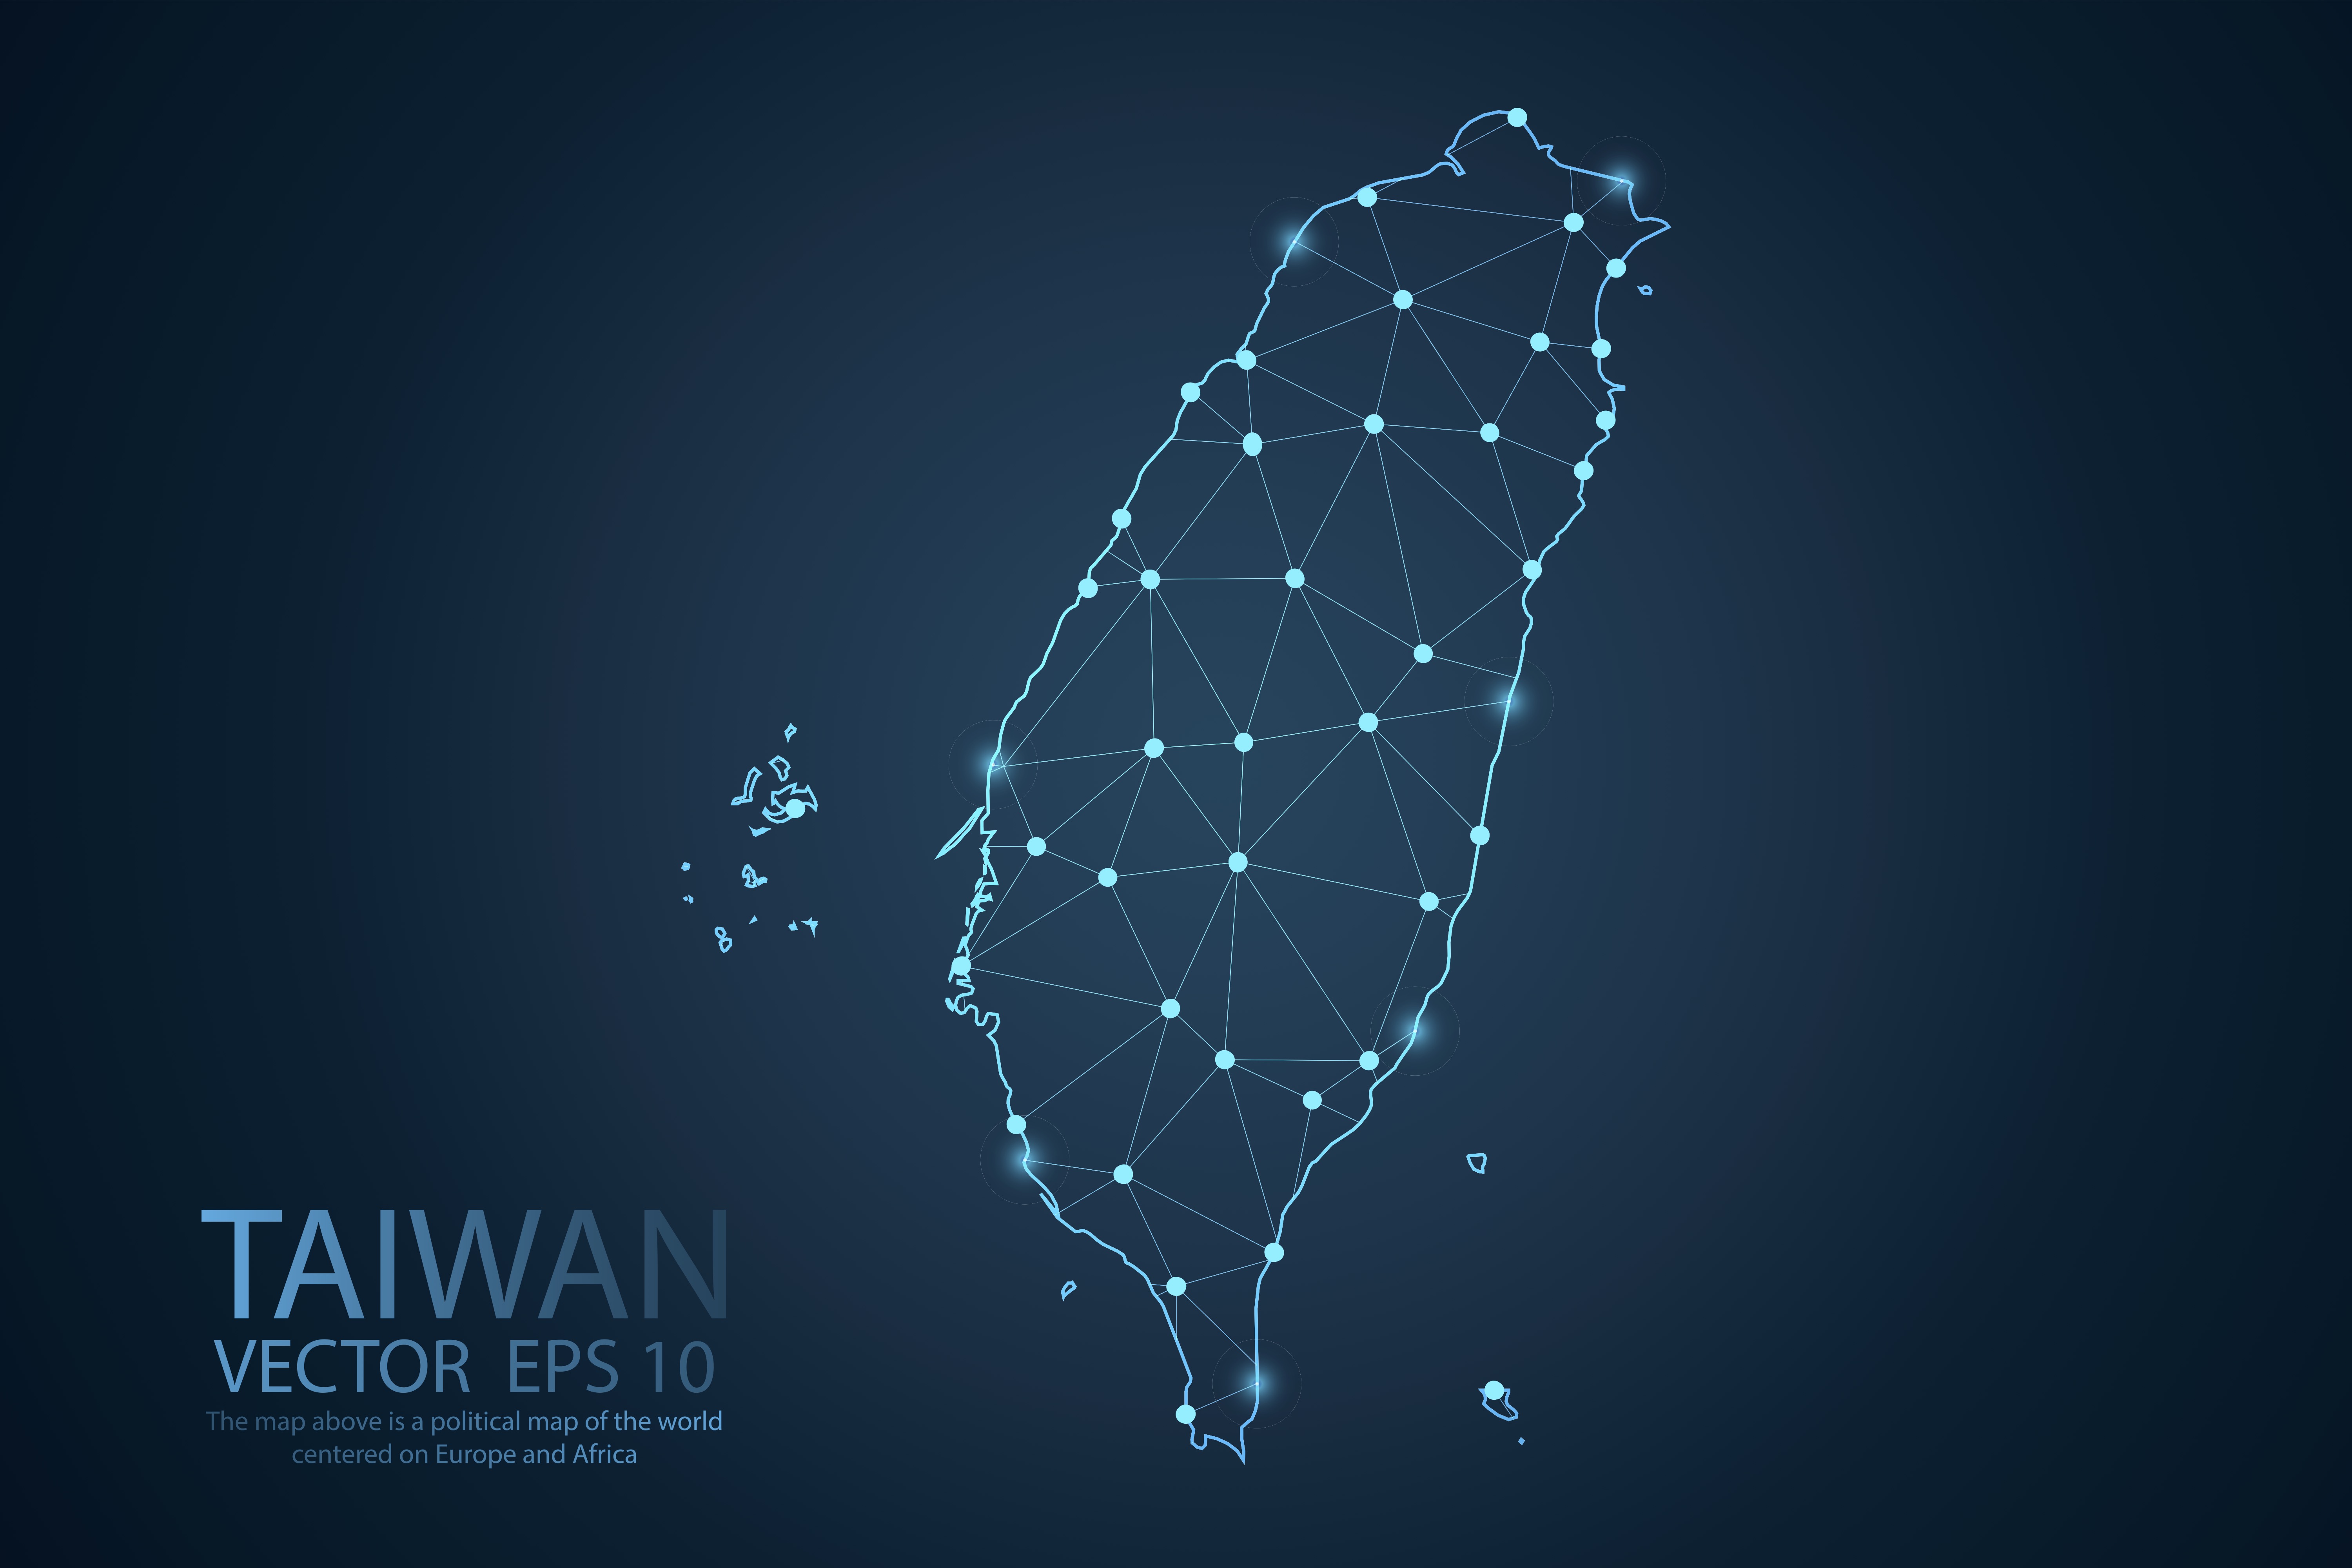 TAIWAN
VECTOR EPS 10
The map above is a political map of the world
centered on Europe and Africa